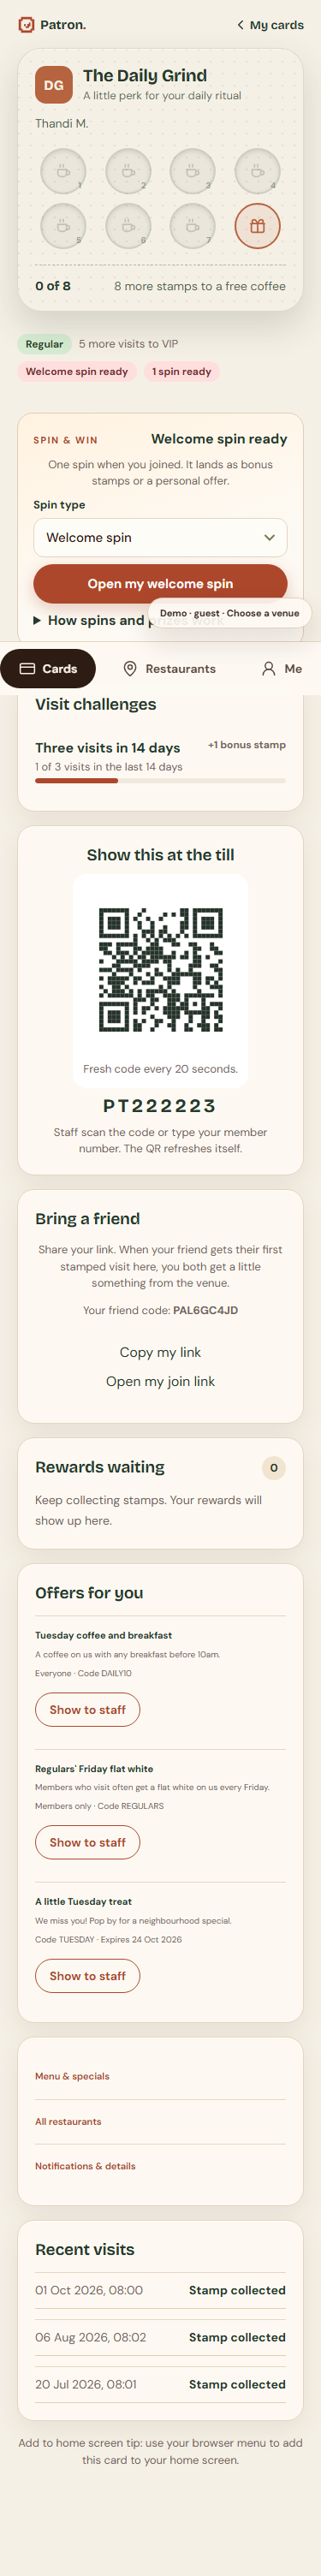 Patron.
My cards
DG
The Daily Grind
A little perk for your daily ritual
Thandi M.
1
2
3
4
5
6
7
0 of 8
8 more stamps to a free coffee
Regular
5 more visits to VIP
Welcome spin ready
1 spin ready
SPIN & WIN
Welcome spin ready
One spin when you joined. It lands as bonus
stamps or a personal offer.
Spin type
Welcome spin
Open my welcome spin
Demo · guest · Choose a venue
How spins and prizes work
Cards
Restaurants
Me
Visit challenges
Three visits in 14 days
+1 bonus stamp
1 of 3 visits in the last 14 days
Show this at the till
Fresh code every 20 seconds.
PT222223
Staff scan the code or type your member
number. The QR refreshes itself.
Bring a friend
Share your link. When your friend gets their first
stamped visit here, you both get a little
something from the venue.
Your friend code: PAL6GC4JD
Copy my link
Open my join link
Rewards waiting
0
Keep collecting stamps. Your rewards will
show up here.
Offers for you
Tuesday coffee and breakfast
A coffee on us with any breakfast before 10am.
Everyone · Code DAILY10
Show to staff
Regulars' Friday flat white
Members who visit often get a flat white on us every Friday.
Members only · Code REGULARS
Show to staff
A little Tuesday treat
We miss you! Pop by for a neighbourhood special.
Code TUESDAY · Expires 24 Oct 2026
Show to staff
Menu & specials
All restaurants
Notifications & details
Recent visits
01 Oct 2026, 08:00
Stamp collected
06 Aug 2026, 08:02
Stamp collected
20 Jul 2026, 08:01
Stamp collected
Add to home screen tip: use your browser menu to add
this card to your home screen.